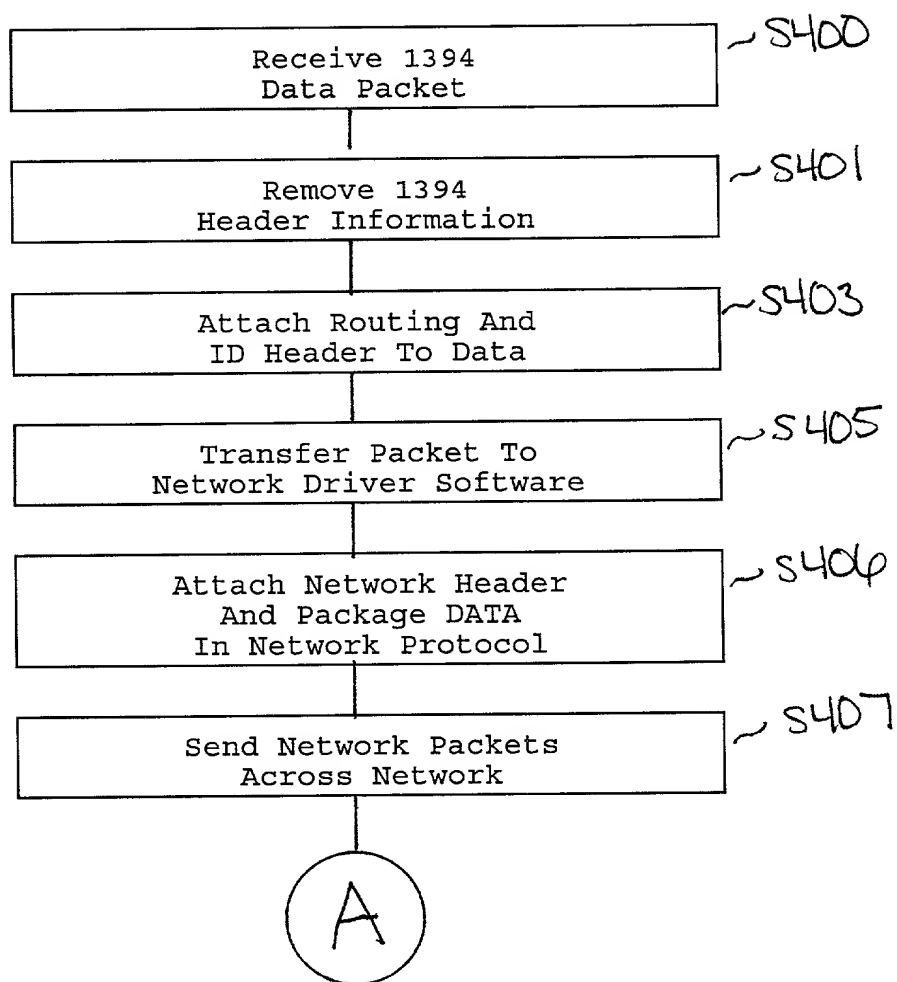 Receive 1394
Data Packet
S400
Remove 1394
Header Information
S401
Attach Routing And
ID Header To Data
S403
Transfer Packet To
Network Driver Software
S405
Attach Network Header
And Package DATA
In Network Protocol
S406
Send Network Packets
Across Network
S407
A